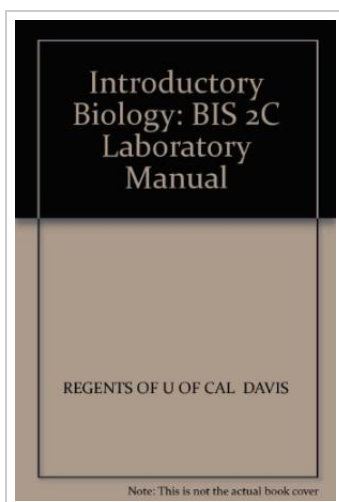 Introductory
Biology: BIS 2C
Laboratory
Manual
REGENTS OF U OF CAL  DAVIS
Note: This is not the actual book cover